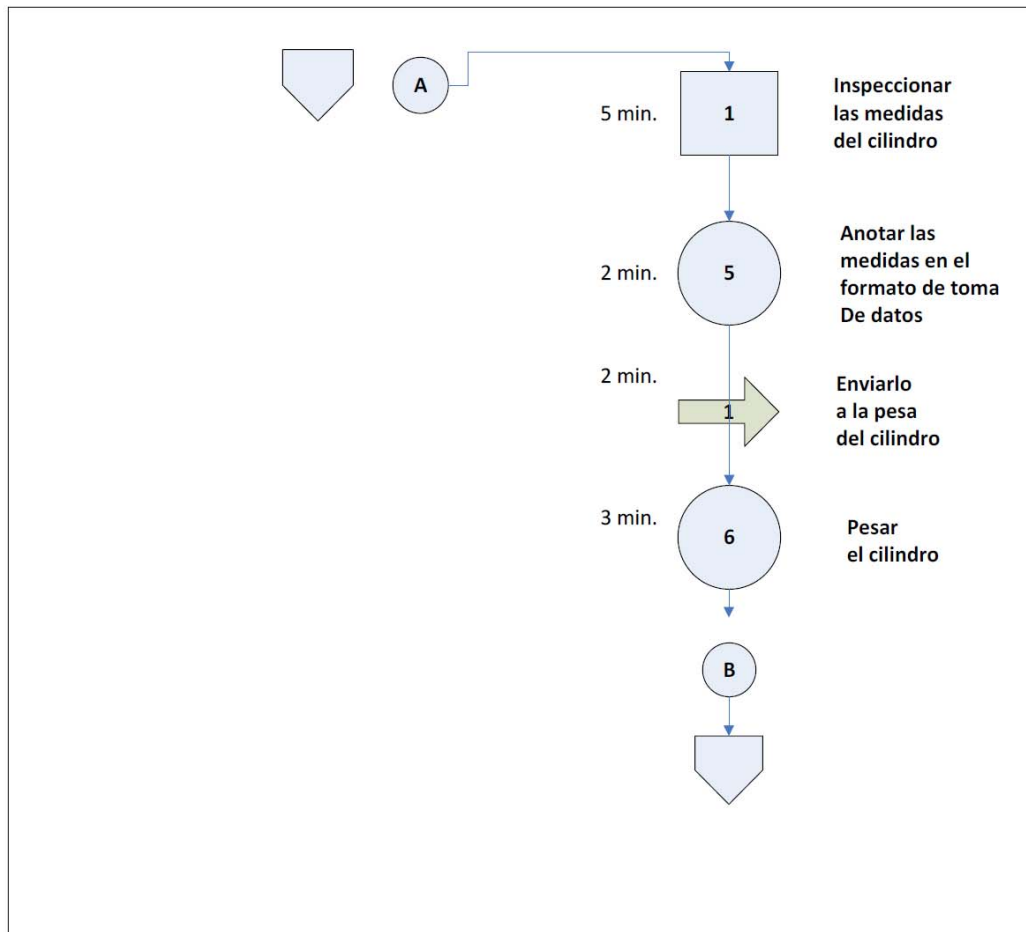 A
5 min.
1
Inspeccionar
las medidas
del cilindro
2 min.
5
Anotar las
medidas en el
formato de toma
De datos
2 min.
1
Enviarlo
a la pesa
del cilindro
3 min.
6
Pesar
el cilindro
B